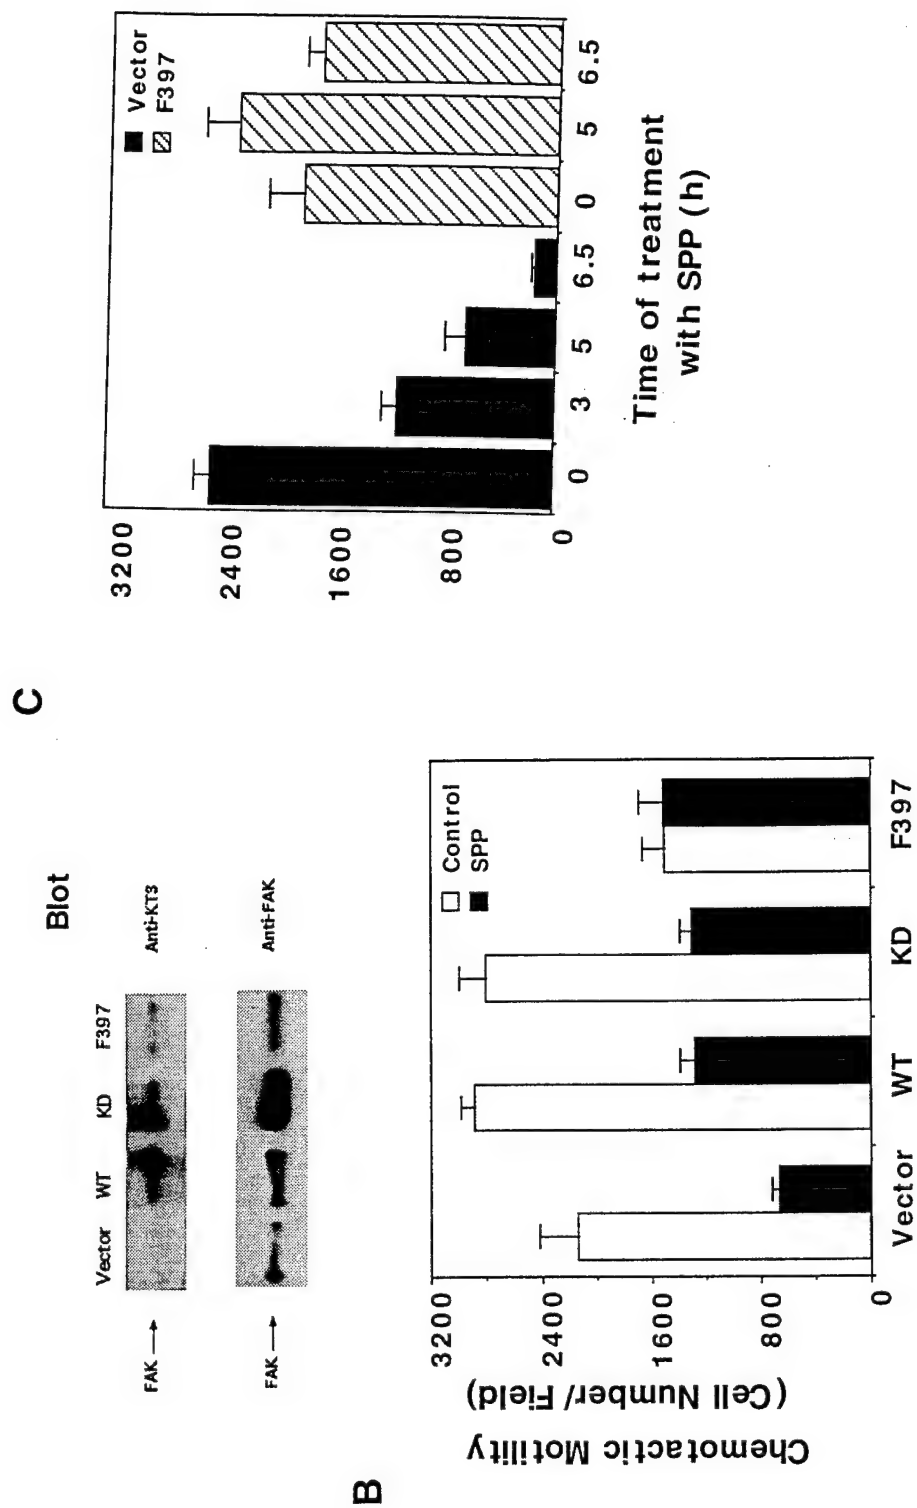 Blot
Vector WT KD F397
FAK → Anti-KT3
FAK → Anti-FAK
B
Chemotactic Motility
(Cell Number/Field)
3200
2400
1600
800
0
Control
SPP
Vector WT KD F397
C
3200
2400
1600
800
0
Vector
F397
0 3 5 6.5 0 5 6.5
Time of treatment
with SPP (h)